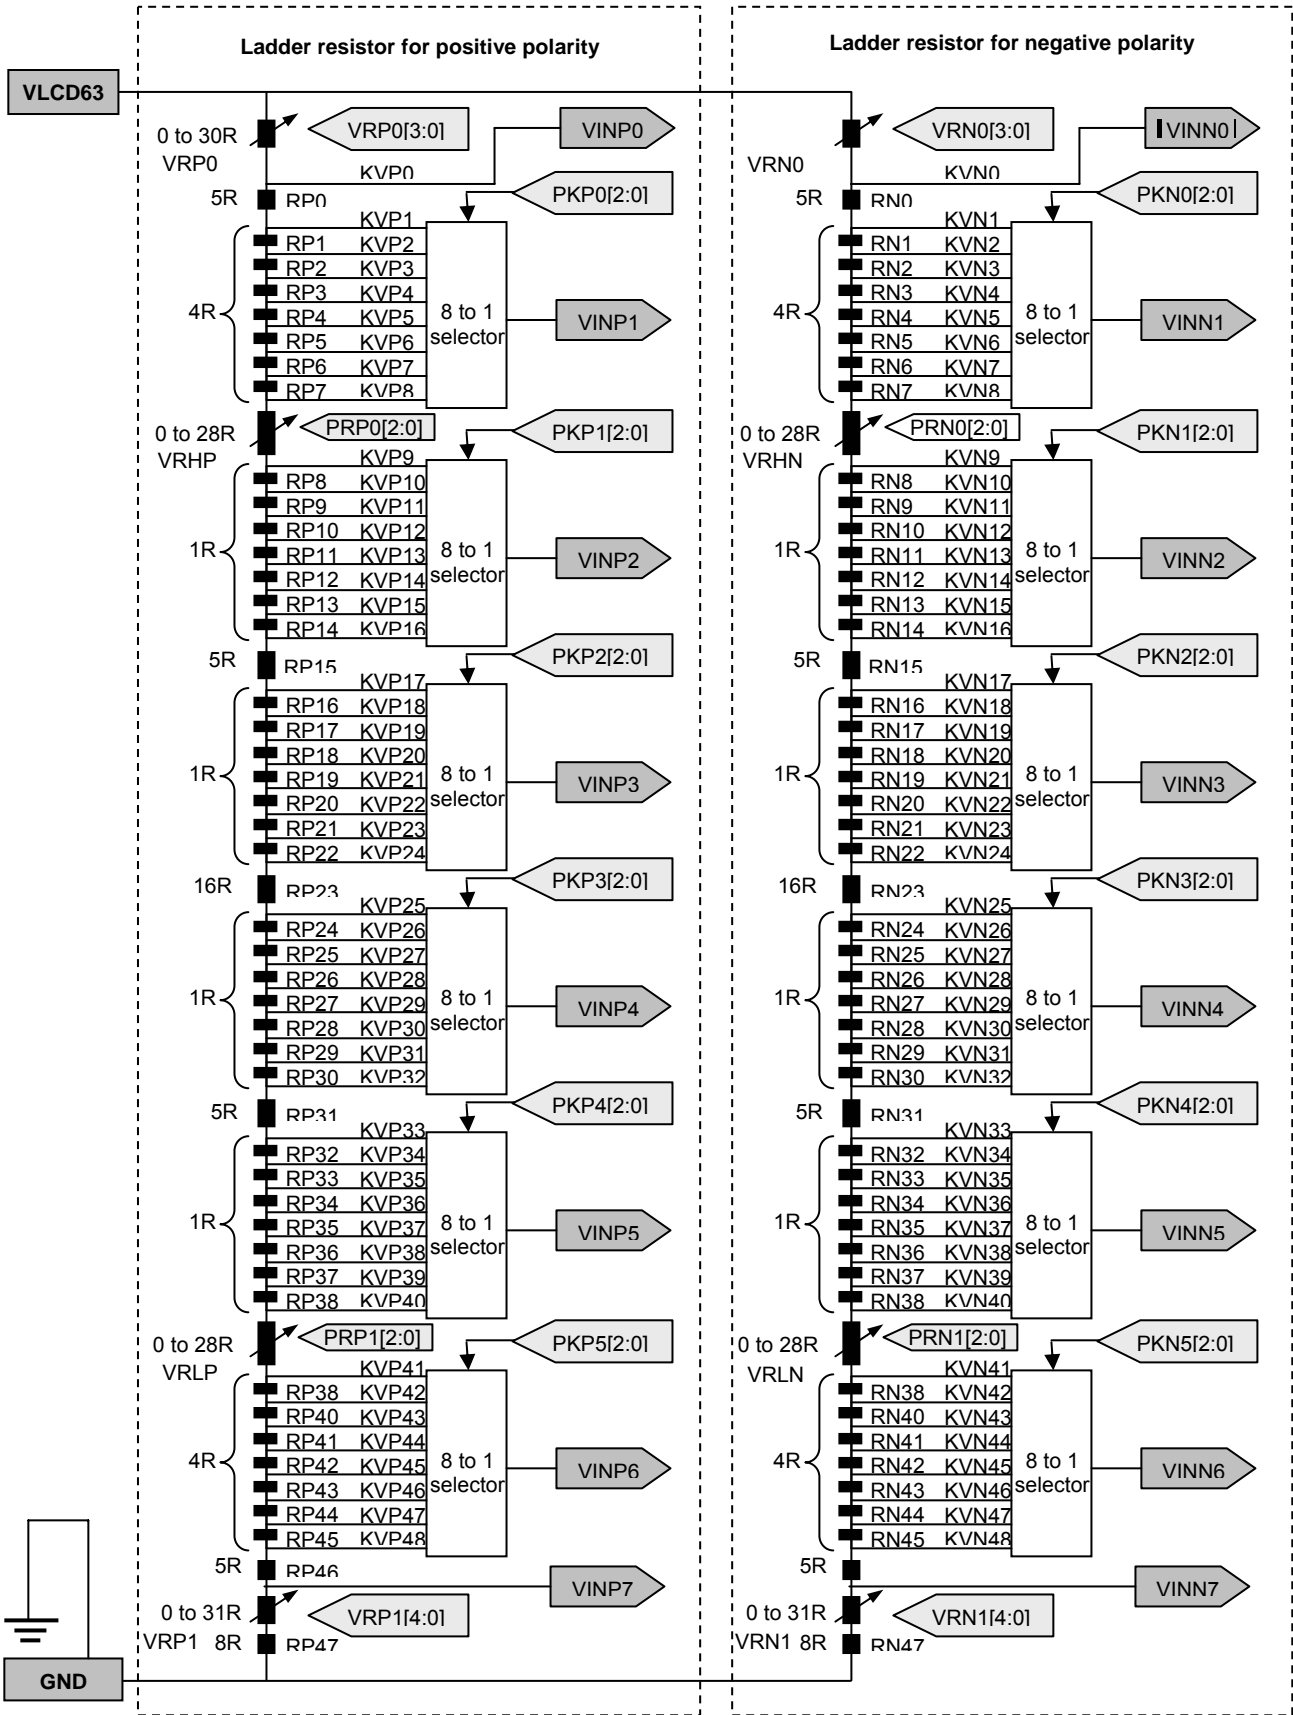 Ladder resistor for positive polarity
Ladder resistor for negative polarity
VLCD63
0 to 30R
VRP0
VRP0[3:0]
VINP0
KVP0
5R
RP0
PKP0[2:0]
KVP1
RP1 KVP2
RP2 KVP3
RP3 KVP4
RP4 KVP5
RP5 KVP6
RP6 KVP7
RP7 KVP8
4R
8 to 1
selector
VINP1
0 to 28R
VRHP
PRP0[2:0]
PKP1[2:0]
KVP9
RP8 KVP10
RP9 KVP11
RP10 KVP12
RP11 KVP13
RP12 KVP14
RP13 KVP15
RP14 KVP16
1R
8 to 1
selector
VINP2
5R
RP15
PKP2[2:0]
KVP17
RP16 KVP18
RP17 KVP19
RP18 KVP20
RP19 KVP21
RP20 KVP22
RP21 KVP23
RP22 KVP24
1R
8 to 1
selector
VINP3
16R
RP23
PKP3[2:0]
KVP25
RP24 KVP26
RP25 KVP27
RP26 KVP28
RP27 KVP29
RP28 KVP30
RP29 KVP31
RP30 KVP32
1R
8 to 1
selector
VINP4
5R
RP31
PKP4[2:0]
KVP33
RP32 KVP34
RP33 KVP35
RP34 KVP36
RP35 KVP37
RP36 KVP38
RP37 KVP39
RP38 KVP40
1R
8 to 1
selector
VINP5
0 to 28R
VRLP
PRP1[2:0]
PKP5[2:0]
KVP41
RP38 KVP42
RP40 KVP43
RP41 KVP44
RP42 KVP45
RP43 KVP46
RP44 KVP47
RP45 KVP48
4R
8 to 1
selector
VINP6
5R
RP46
VINP7
0 to 31R
VRP1
VRP1[4:0]
8R
RP47
GND
VRN0
VRN0[3:0]
VINN0
KVN0
5R
RN0
PKN0[2:0]
KVN1
RN1 KVN2
RN2 KVN3
RN3 KVN4
RN4 KVN5
RN5 KVN6
RN6 KVN7
RN7 KVN8
4R
8 to 1
selector
VINN1
0 to 28R
VRHN
PRN0[2:0]
PKN1[2:0]
KVN9
RN8 KVN10
RN9 KVN11
RN10 KVN12
RN11 KVN13
RN12 KVN14
RN13 KVN15
RN14 KVN16
1R
8 to 1
selector
VINN2
5R
RN15
PKN2[2:0]
KVN17
RN16 KVN18
RN17 KVN19
RN18 KVN20
RN19 KVN21
RN20 KVN22
RN21 KVN23
RN22 KVN24
1R
8 to 1
selector
VINN3
16R
RN23
PKN3[2:0]
KVN25
RN24 KVN26
RN25 KVN27
RN26 KVN28
RN27 KVN29
RN28 KVN30
RN29 KVN31
RN30 KVN32
1R
8 to 1
selector
VINN4
5R
RN31
PKN4[2:0]
KVN33
RN32 KVN34
RN33 KVN35
RN34 KVN36
RN35 KVN37
RN36 KVN38
RN37 KVN39
RN38 KVN40
1R
8 to 1
selector
VINN5
0 to 28R
VRLN
PRN1[2:0]
PKN5[2:0]
KVN41
RN38 KVN42
RN40 KVN43
RN41 KVN44
RN42 KVN45
RN43 KVN46
RN44 KVN47
RN45 KVN48
4R
8 to 1
selector
VINN6
5R
RN46
VINN7
0 to 31R
VRN1
VRN1[4:0]
8R
RN47